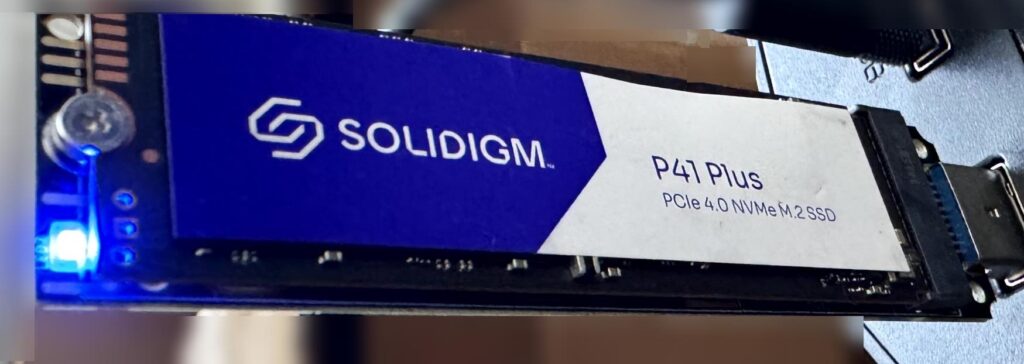 SOLIDIGM™
P41 Plus
PCIe 4.0 NVMe M.2 SSD